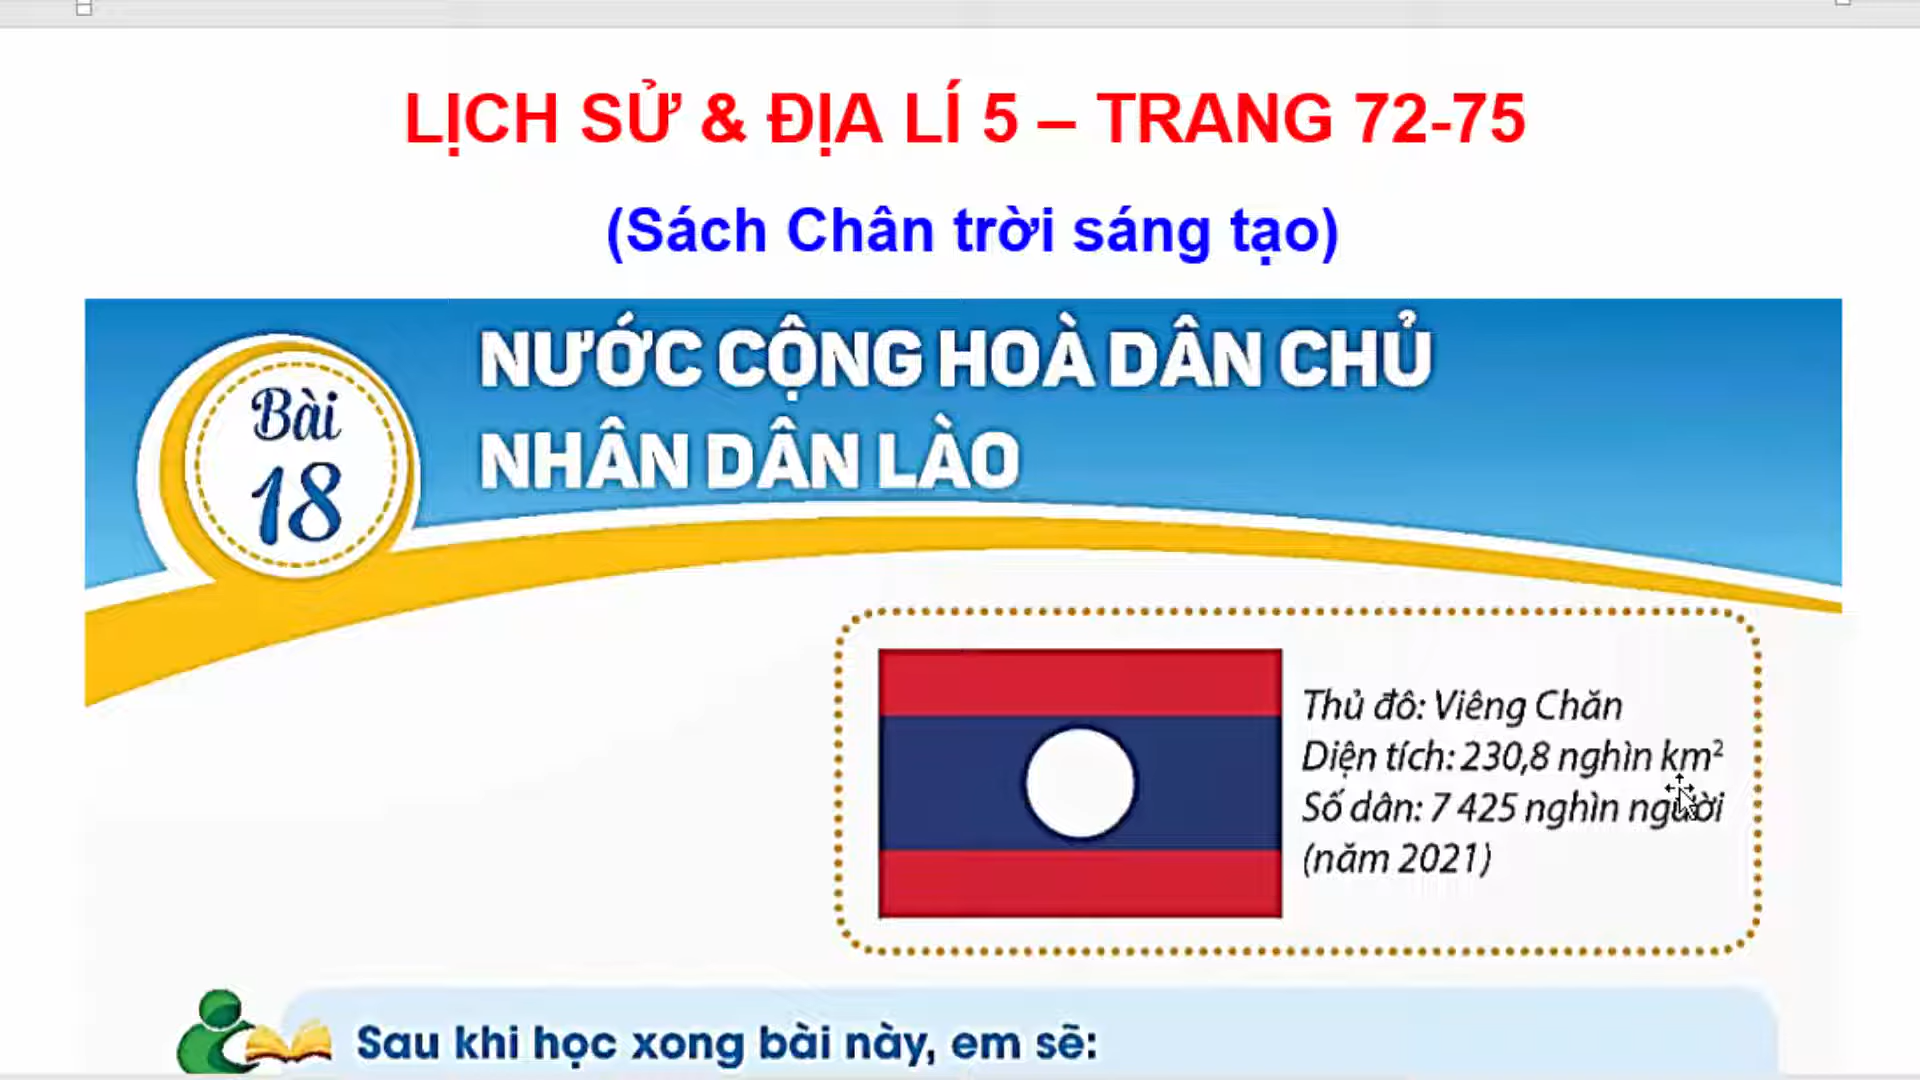 LỊCH SỬ & ĐỊA LÍ 5 – TRANG 72-75
(Sách Chân trời sáng tạo)
Bài
18
NƯỚC CỘNG HOÀ DÂN CHỦ
NHÂN DÂN LÀO
Thủ đô: Viêng Chăn
Diện tích: 230,8 nghìn km²
Số dân: 7 425 nghìn người
(năm 2021)
Sau khi học xong bài này, em sẽ: